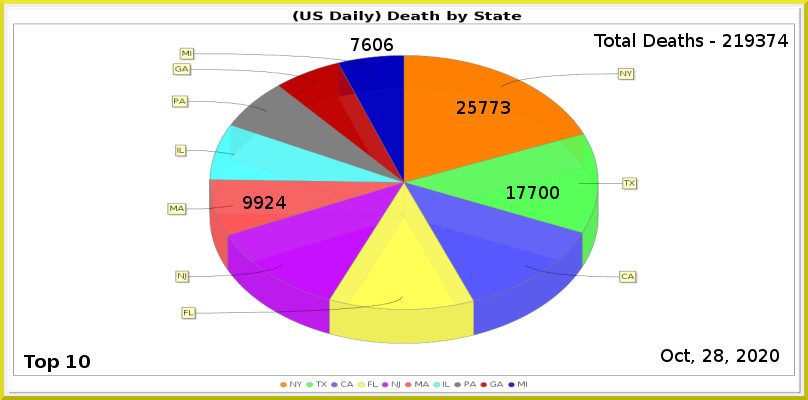 (US Daily) Death by State
Total Deaths - 219374
7606
MI
GA
NY
PA
25773
IL
TX
17700
MA
9924
NJ
CA
FL
Top 10
Oct, 28, 2020
NY TX CA FL NJ MA IL PA GA MI